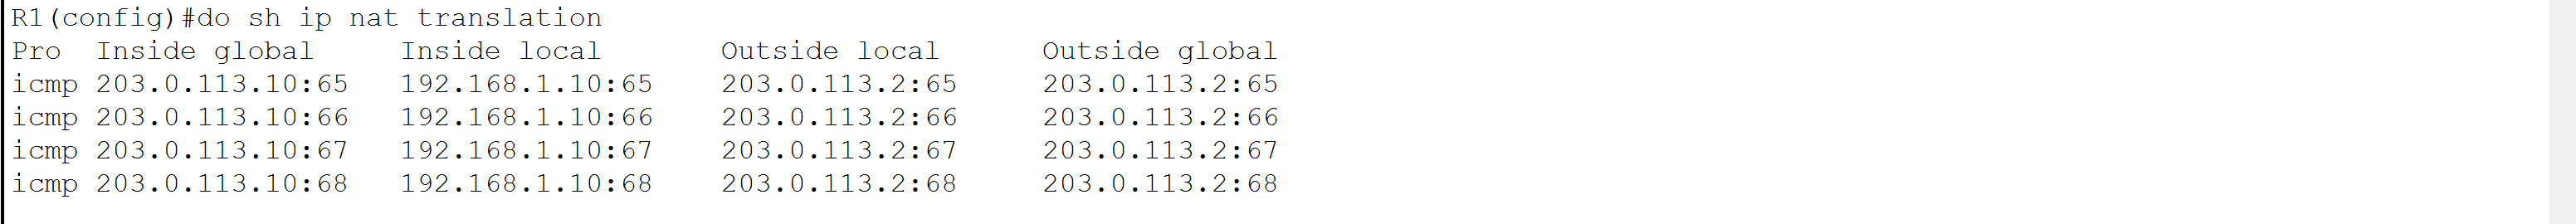 R1(config)#do sh ip nat translation
Pro  Inside global     Inside local       Outside local      Outside global
icmp 203.0.113.10:65   192.168.1.10:65    203.0.113.2:65     203.0.113.2:65
icmp 203.0.113.10:66   192.168.1.10:66    203.0.113.2:66     203.0.113.2:66
icmp 203.0.113.10:67   192.168.1.10:67    203.0.113.2:67     203.0.113.2:67
icmp 203.0.113.10:68   192.168.1.10:68    203.0.113.2:68     203.0.113.2:68